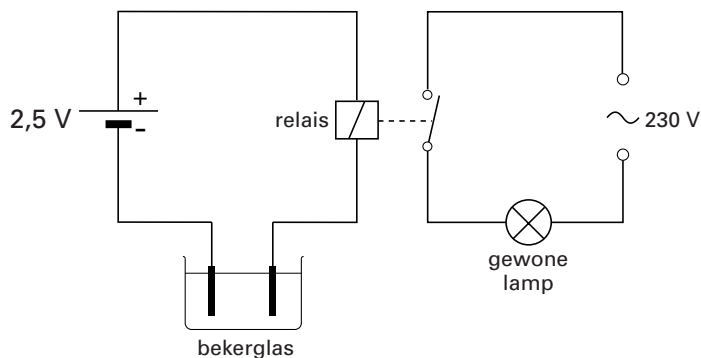 +
2,5 V
-
relais
230 V
gewone
lamp
bekerglas